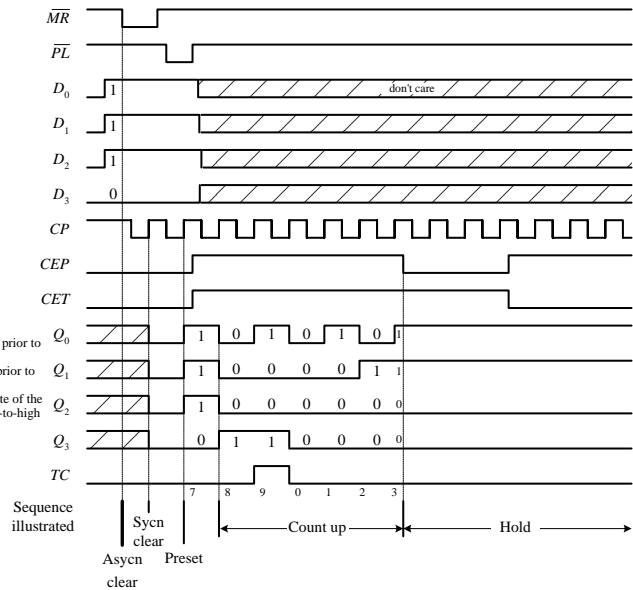 MR
PL
D0 1 don't care
D1 1
D2 1
D3 0
CP
CEP
CET
prior to Q0 1 0 1 0 1 0 1
prior to Q1 1 0 0 0 0 1 1
te of the
-to-high Q2 1 0 0 0 0 0 0
Q3 0 1 1 0 0 0 0
TC
7 8 9 0 1 2 3
Sequence
illustrated
Sycn
clear
Asycn
clear
Preset
Count up
Hold